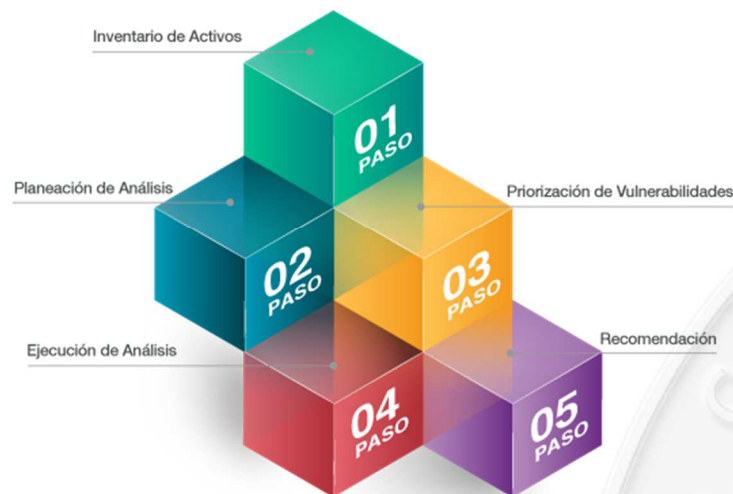 Inventario de Activos
01
PASO
Planeación de Análisis
Priorización de Vulnerabilidades
02
PASO
03
PASO
Ejecución de Análisis
Recomendación
04
PASO
05
PASO